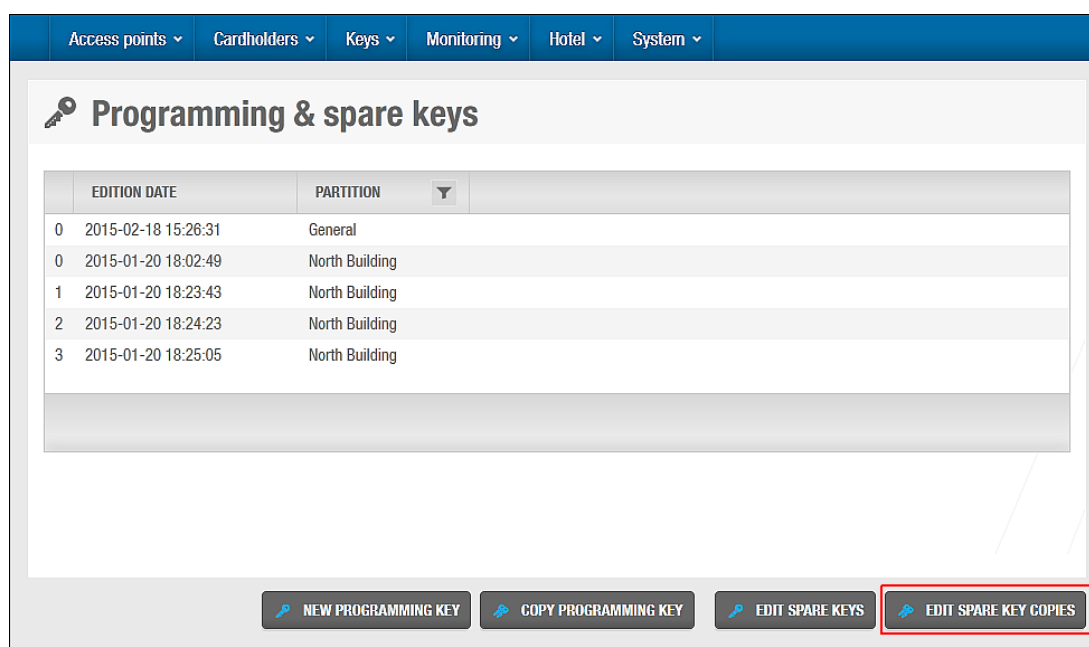 Access points Cardholders Keys Monitoring Hotel System
Programming & spare keys
EDITION DATE PARTITION
0 2015-02-18 15:26:31 General
0 2015-01-20 18:02:49 North Building
1 2015-01-20 18:23:43 North Building
2 2015-01-20 18:24:23 North Building
3 2015-01-20 18:25:05 North Building
NEW PROGRAMMING KEY COPY PROGRAMMING KEY EDIT SPARE KEYS EDIT SPARE KEY COPIES